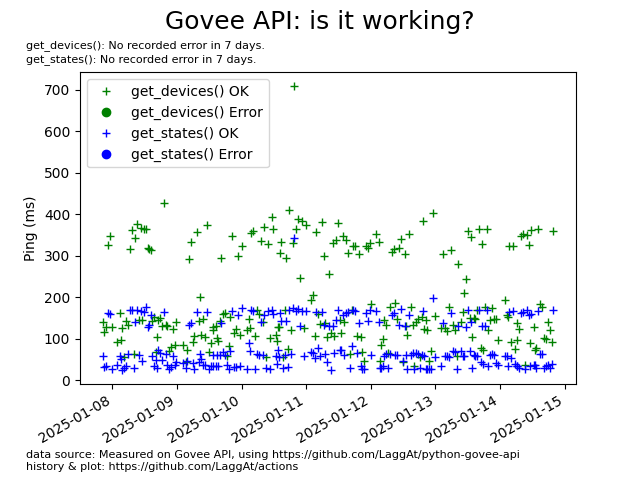 Govee API: is it working?
get_devices(): No recorded error in 7 days.
get_states(): No recorded error in 7 days.
get_devices() OK
get_devices() Error
get_states() OK
get_states() Error
Ping (ms)
700
600
500
400
300
200
100
0
2025-01-08
2025-01-09
2025-01-10
2025-01-11
2025-01-12
2025-01-13
2025-01-14
2025-01-15
data source: Measured on Govee API, using https://github.com/LaggAt/python-govee-api
history & plot: https://github.com/LaggAt/actions